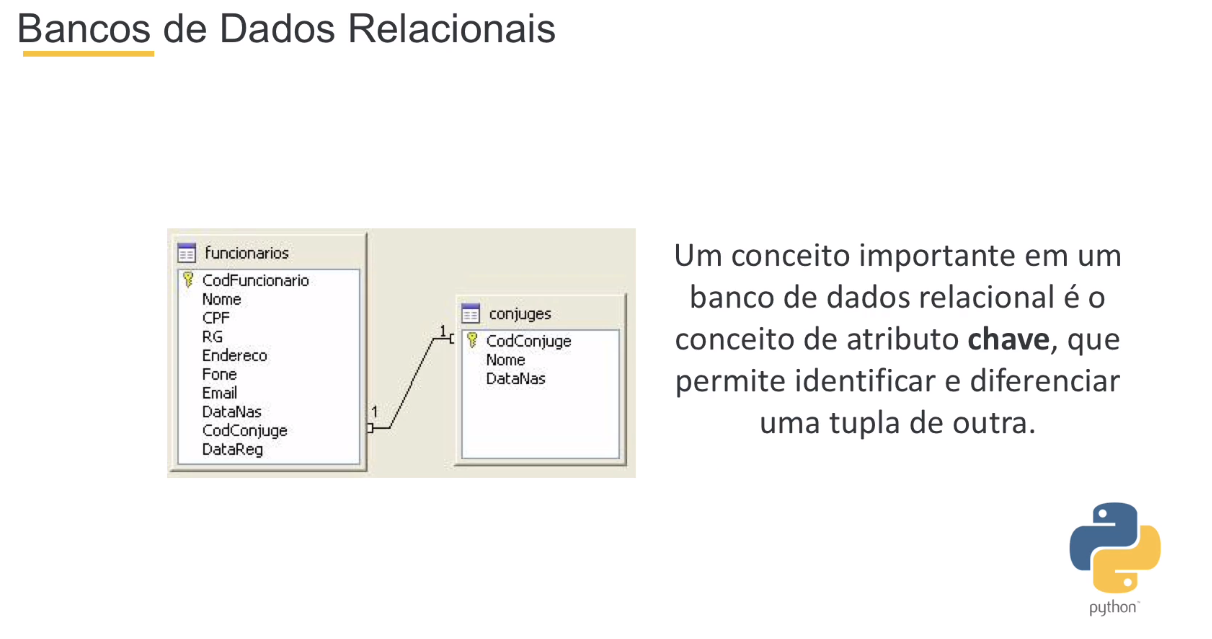 Bancos de Dados Relacionais
funcionarios
CodFuncionario
Nome
CPF
RG
Endereco
Fone
Email
DataNas
CodConjuge
DataReg
1
1
conjuges
CodConjuge
Nome
DataNas
Um conceito importante em um
banco de dados relacional é o
conceito de atributo chave, que
permite identificar e diferenciar
uma tupla de outra.
python™